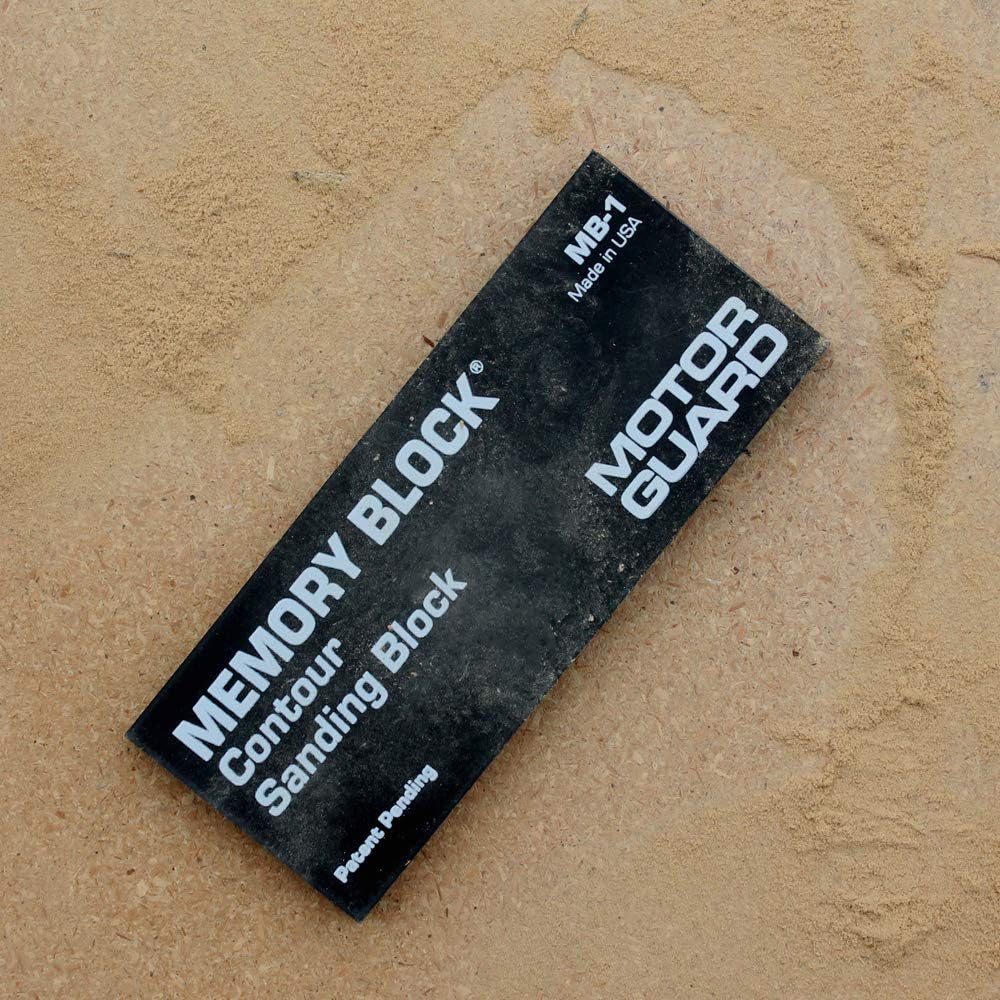 MEMORY BLOCK®
Contour
Sanding Block
Patent Pending
MB-1
Made in USA
MOTOR
GUARD